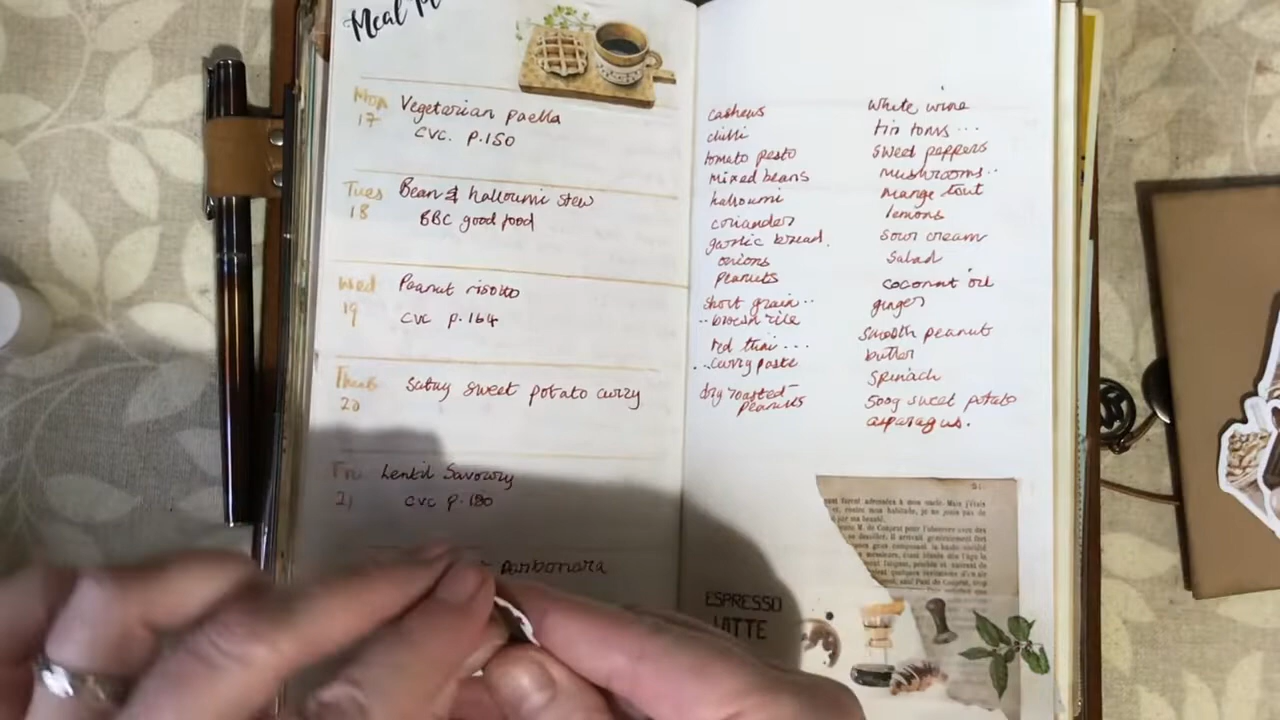 Meal
Mon
17
Vegetarian paella
CVC. p.150
Tues
18
Bean & halloumi stew
BBC good food
Wed
19
Peanut risotto
CVC p.164
Thurs
20
Satay sweet potato curry
Fri
21
Lentil Savoury
CVC p.180
Carbonara
cashews
chilli
tomato pesto
mixed beans
halloumi
coriander
garlic bread.
onions
peanuts
short grain..
..brown rice
red thai...
...curry paste
dry roasted
peanuts
white wine
tin toms...
sweet peppers
mushrooms..
mange tout
lemons
sour cream
salad
coconut oil
ginger
smooth peanut
butter
spinach
500g sweet potato
asparagus.
ESPRESSO
LATTE